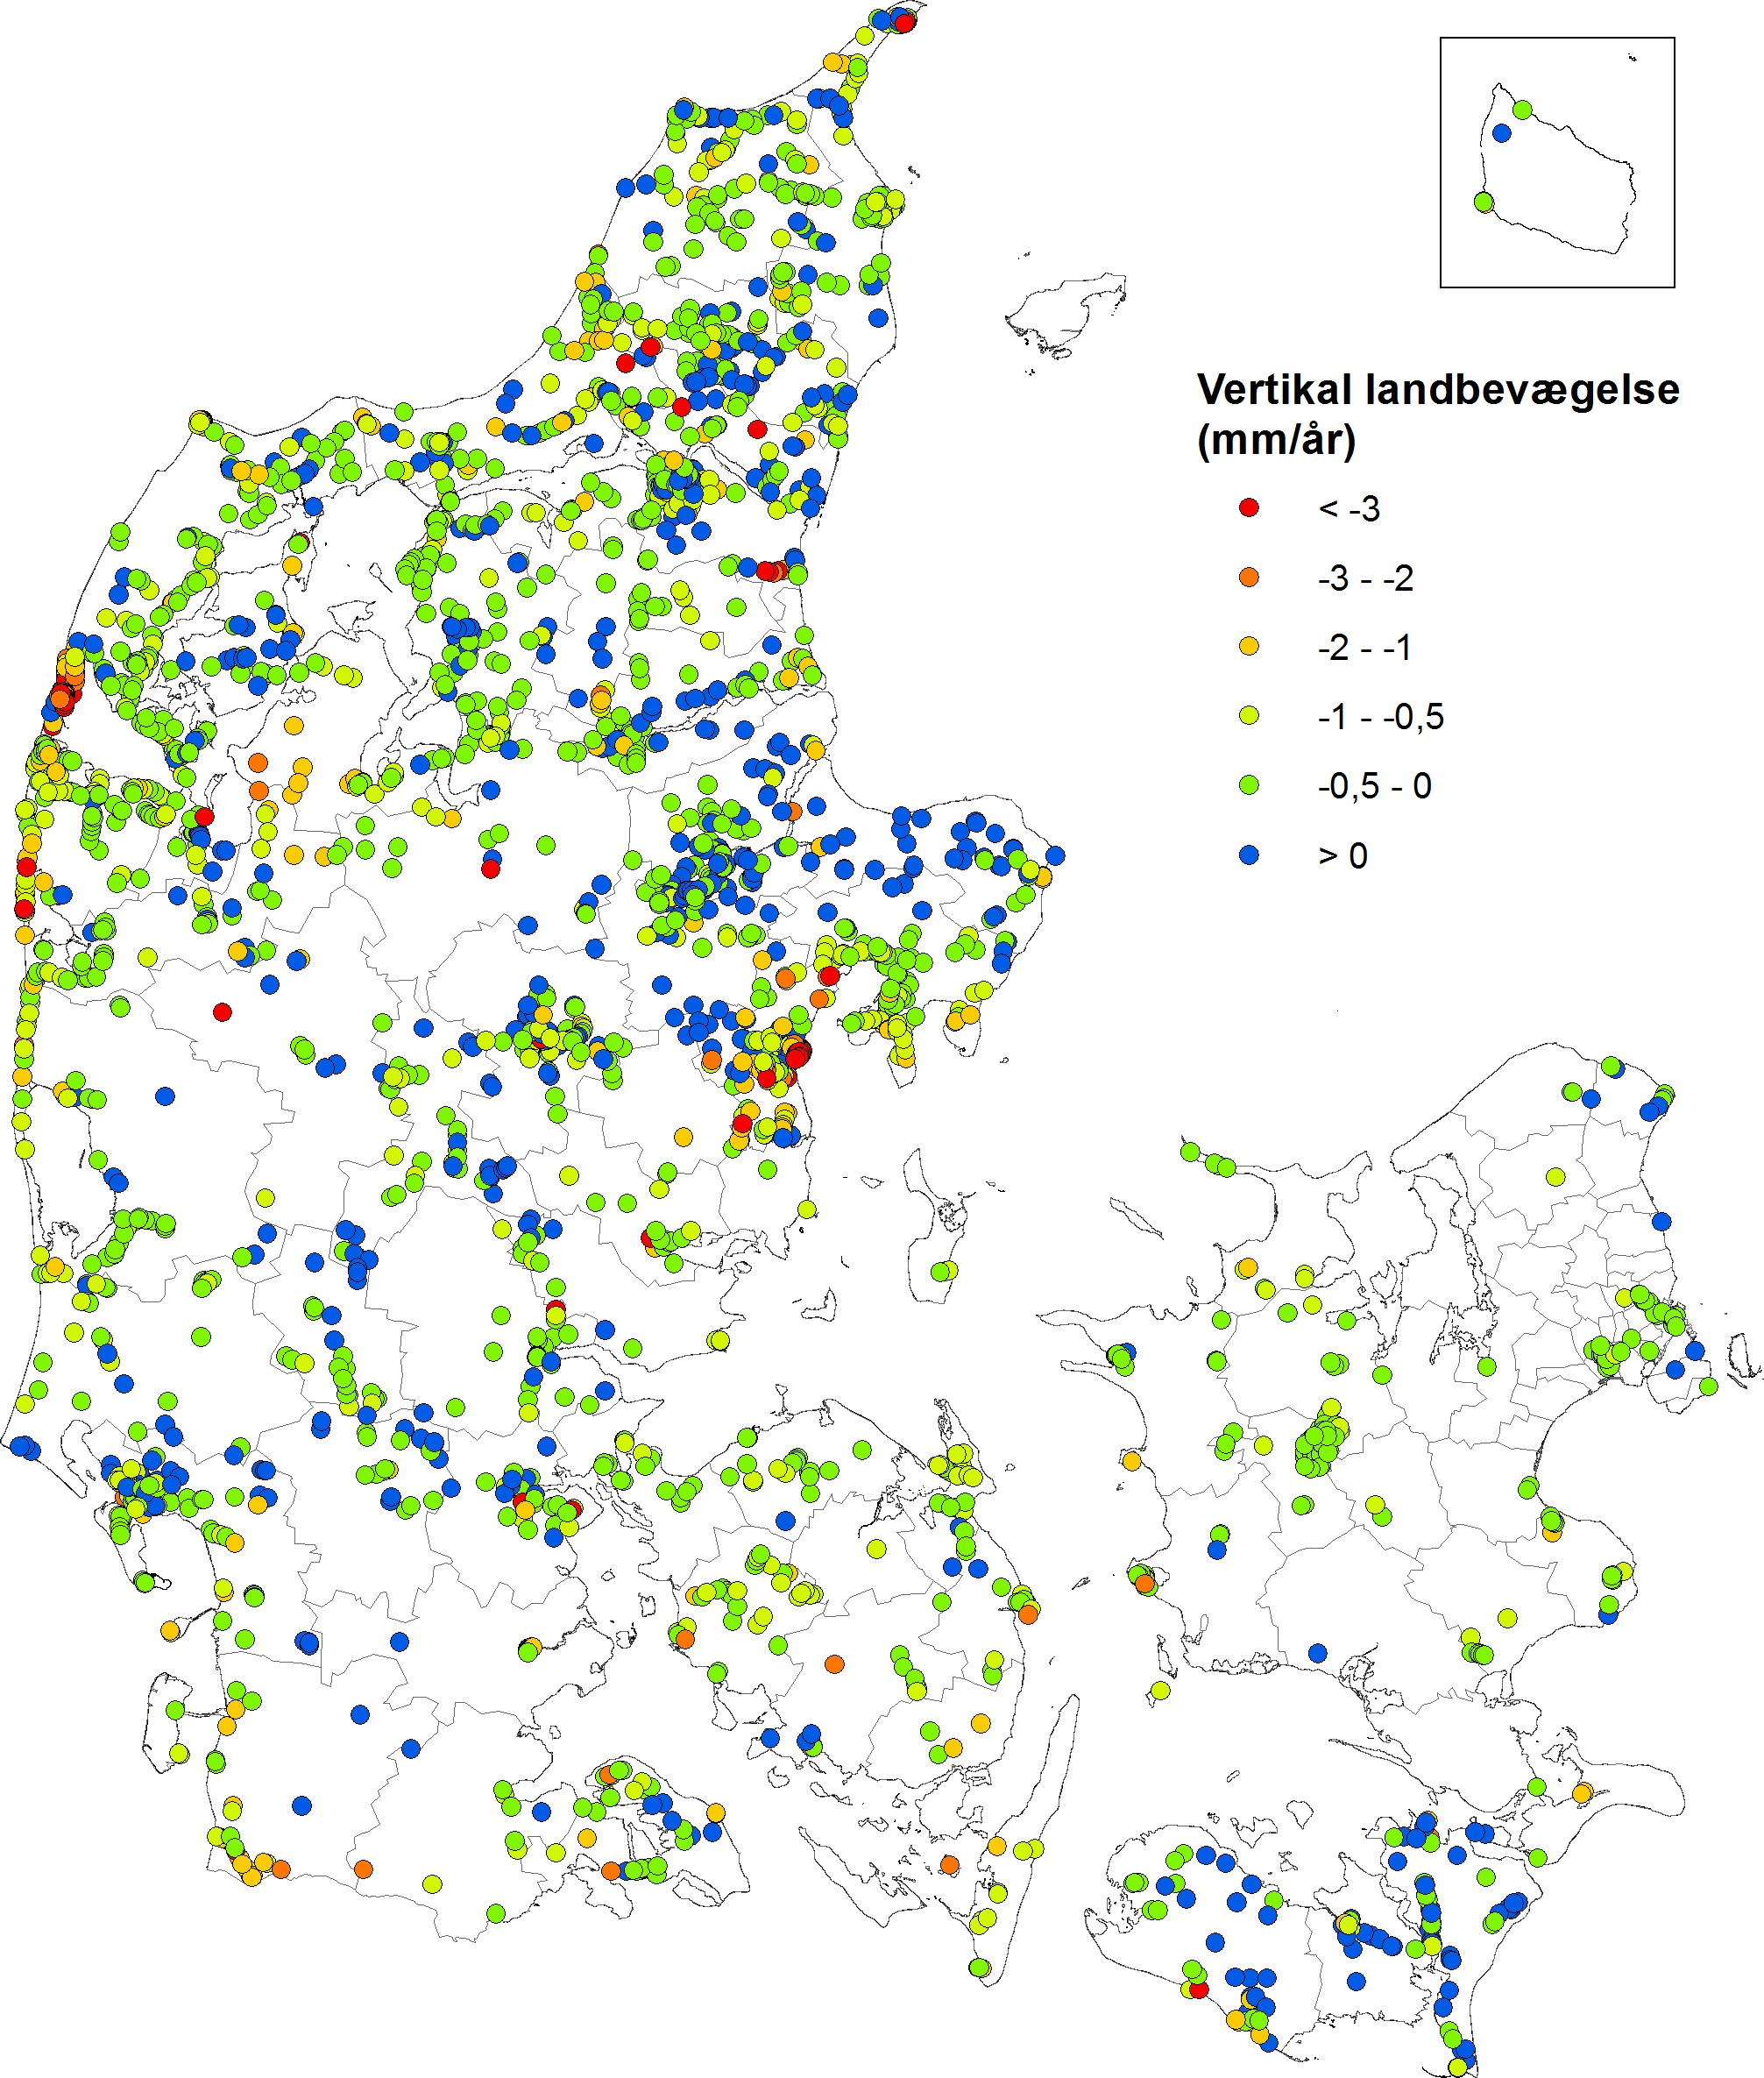 Vertikal landbevægelse
(mm/år)
< -3
-3 - -2
-2 - -1
-1 - -0,5
-0,5 - 0
> 0